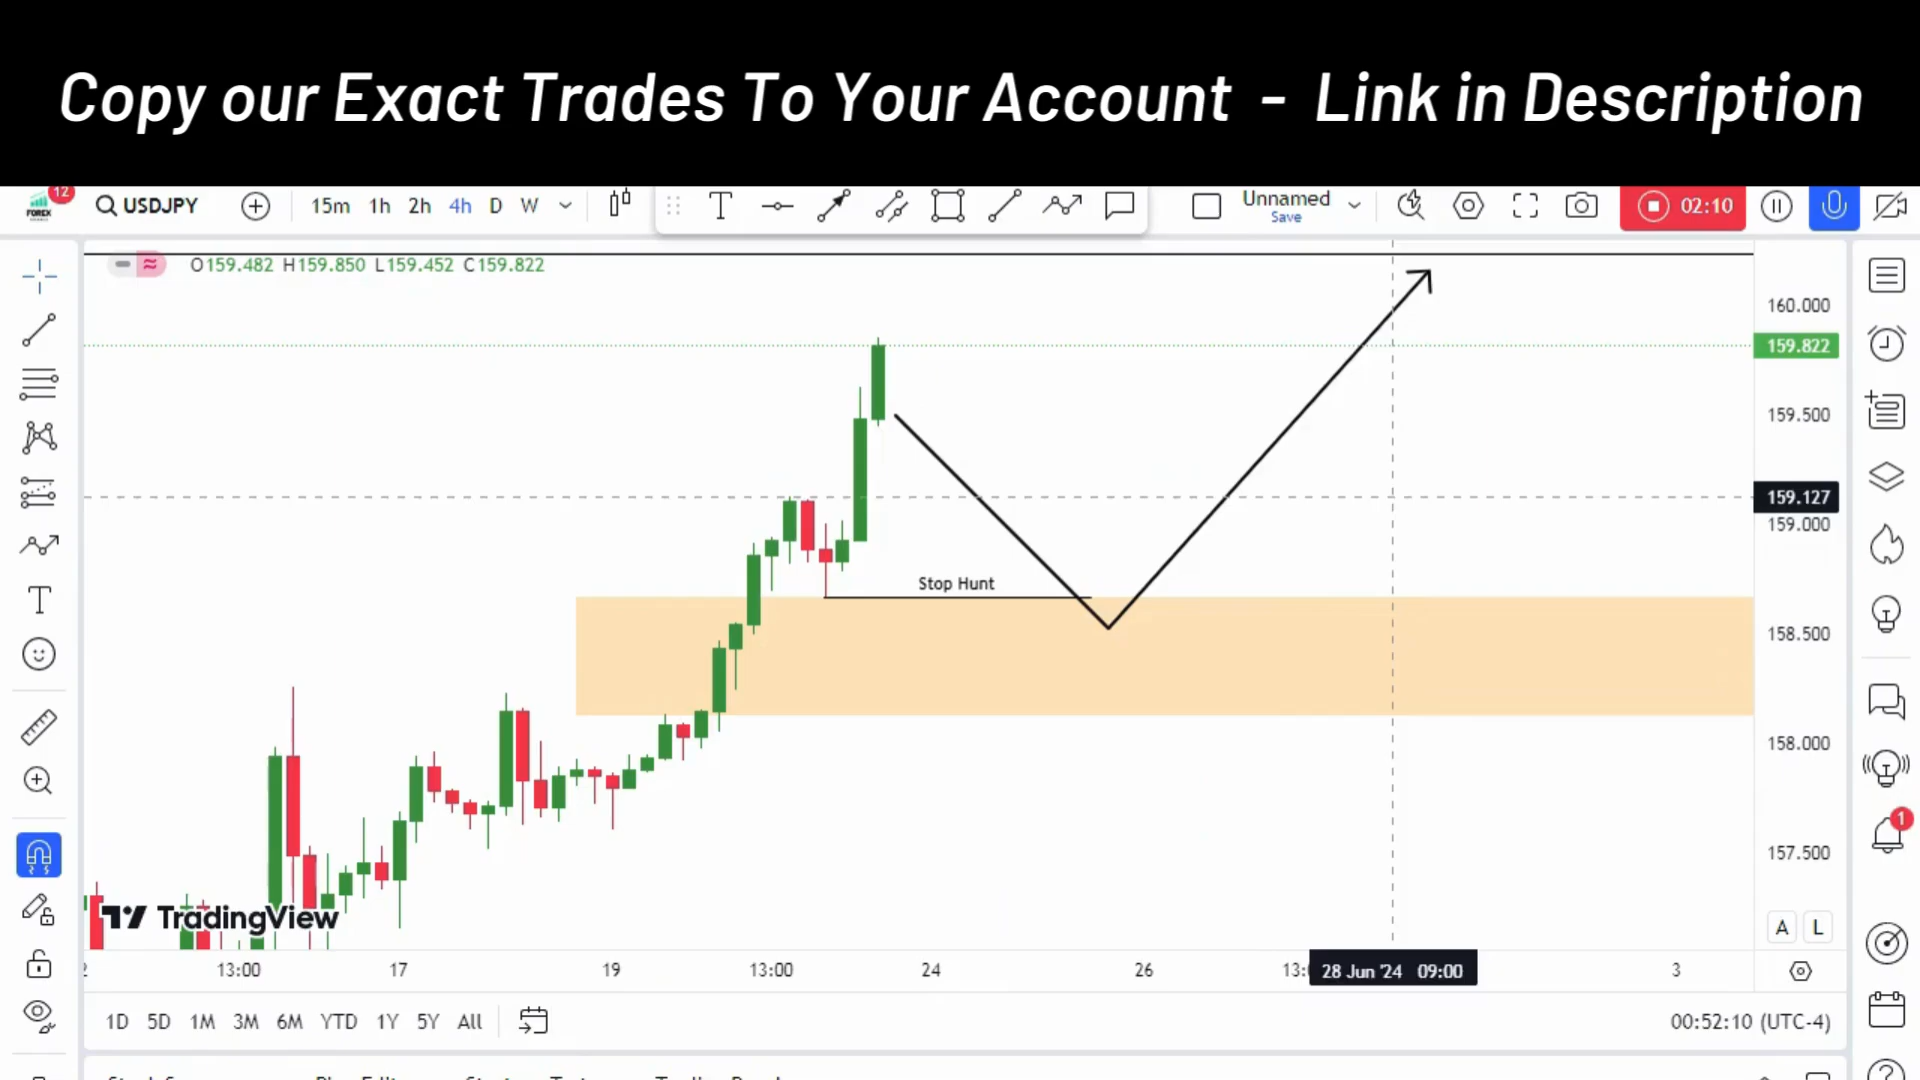 Copy our Exact Trades To Your Account - Link in Description
12
FOREX
USDJPY
15m 1h 2h 4h D W
T
Unnamed
Save
02:10
O159.482 H159.850 L159.452 C159.822
160.000
159.822
159.500
159.127
159.000
Stop Hunt
158.500
158.000
157.500
1
TradingView
A L
13:00 17 19 13:00 24 26 28 Jun '24 09:00 3
1D 5D 1M 3M 6M YTD 1Y 5Y All
00:52:10 (UTC-4)